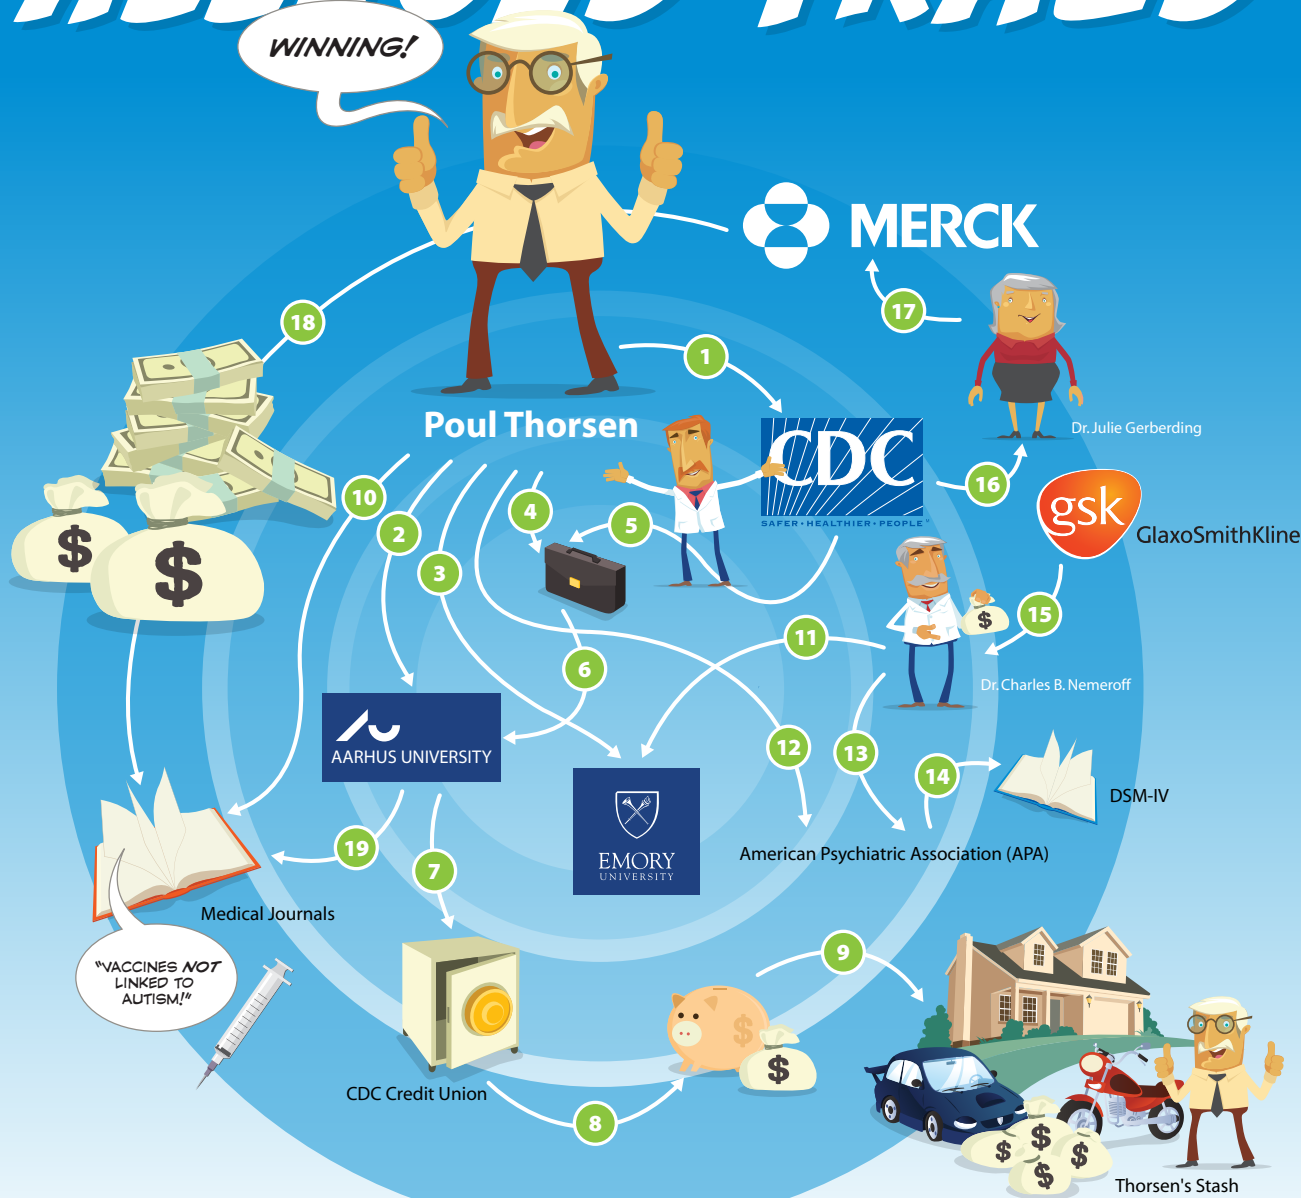 WINNING!
MERCK
17
18
1
Dr. Julie Gerberding
Poul Thorsen
CDC
SAFER • HEALTHIER • PEOPLE™
16
gsk
GlaxoSmithKline
10
4
5
2
3
$
$
$
15
11
6
Dr. Charles B. Nemeroff
AARHUS UNIVERSITY
12
13
14
DSM-IV
EMORY
UNIVERSITY
American Psychiatric Association (APA)
19
7
Medical Journals
"VACCINES NOT
LINKED TO
AUTISM!"
9
$
$
CDC Credit Union
8
$
$
$
$
Thorsen's Stash